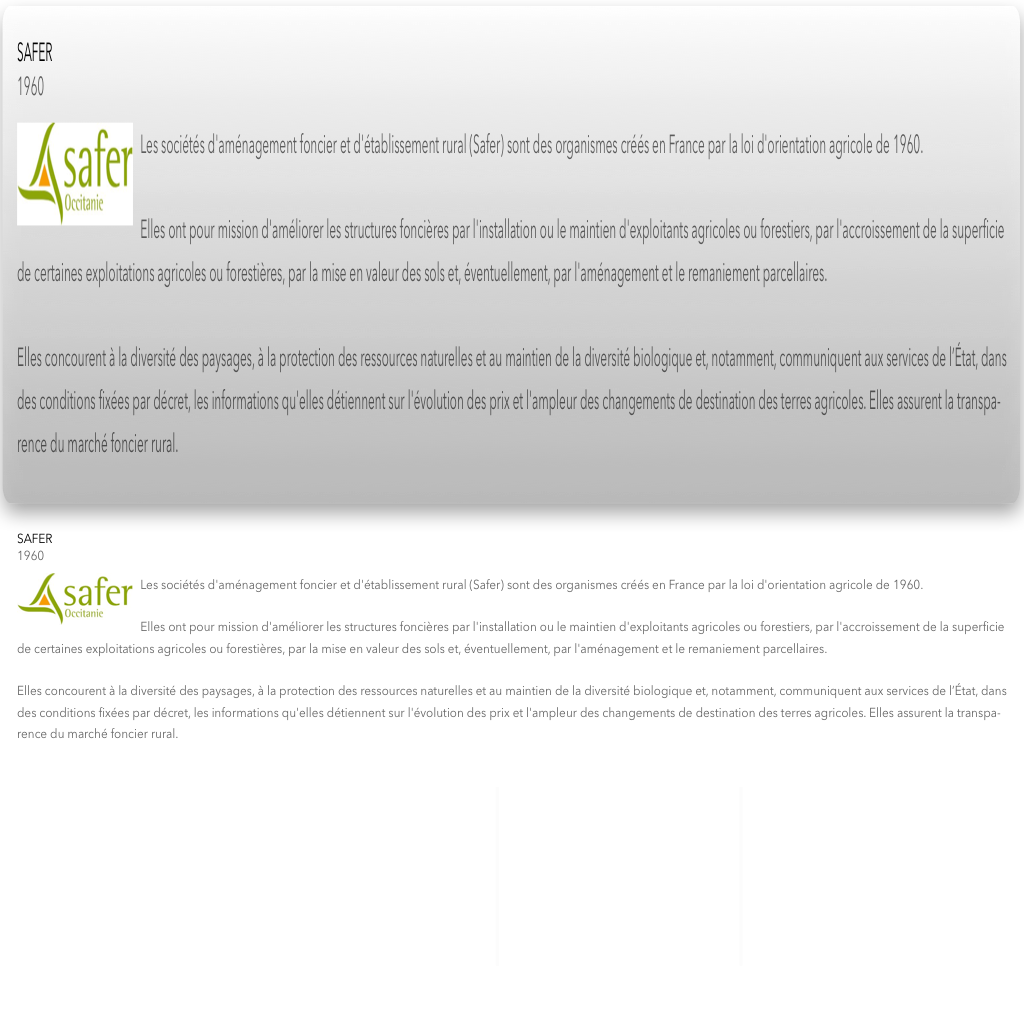 SAFER
1960
safer
Occitanie
Les sociétés d'aménagement foncier et d'établissement rural (Safer) sont des organismes créés en France par la loi d'orientation agricole de 1960.
Elles ont pour mission d'améliorer les structures foncières par l'installation ou le maintien d'exploitants agricoles ou forestiers, par l'accroissement de la superficie
de certaines exploitations agricoles ou forestières, par la mise en valeur des sols et, éventuellement, par l'aménagement et le remaniement parcellaires.
Elles concourent à la diversité des paysages, à la protection des ressources naturelles et au maintien de la diversité biologique et, notamment, communiquent aux services de l'État, dans
des conditions fixées par décret, les informations qu'elles détiennent sur l'évolution des prix et l'ampleur des changements de destination des terres agricoles. Elles assurent la transpa-
rence du marché foncier rural.
SAFER
1960
safer
Occitanie
Les sociétés d'aménagement foncier et d'établissement rural (Safer) sont des organismes créés en France par la loi d'orientation agricole de 1960.
Elles ont pour mission d'améliorer les structures foncières par l'installation ou le maintien d'exploitants agricoles ou forestiers, par l'accroissement de la superficie
de certaines exploitations agricoles ou forestières, par la mise en valeur des sols et, éventuellement, par l'aménagement et le remaniement parcellaires.
Elles concourent à la diversité des paysages, à la protection des ressources naturelles et au maintien de la diversité biologique et, notamment, communiquent aux services de l'État, dans
des conditions fixées par décret, les informations qu'elles détiennent sur l'évolution des prix et l'ampleur des changements de destination des terres agricoles. Elles assurent la transpa-
rence du marché foncier rural.